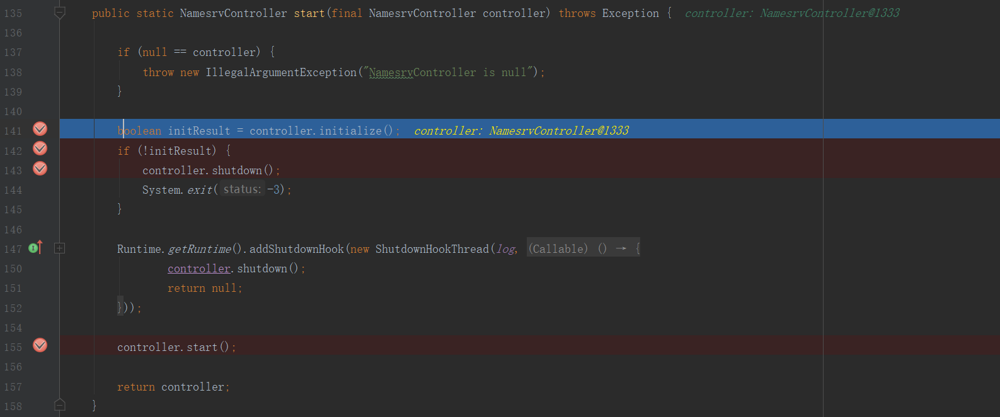 135 public static NamesrvController start(final NamesrvController controller) throws Exception { controller: NamesrvController@1333
136
137 if (null == controller) {
138 throw new IllegalArgumentException("NamesrvController is null");
139 }
140
141 boolean initResult = controller.initialize(); controller: NamesrvController@1333
142 if (!initResult) {
143 controller.shutdown();
144 System.exit( status: -3);
145 }
146
147 Runtime.getRuntime().addShutdownHook(new ShutdownHookThread(log, (Callable) () → {
150 controller.shutdown();
151 return null;
152 }));
154
155 controller.start();
156
157 return controller;
158 }